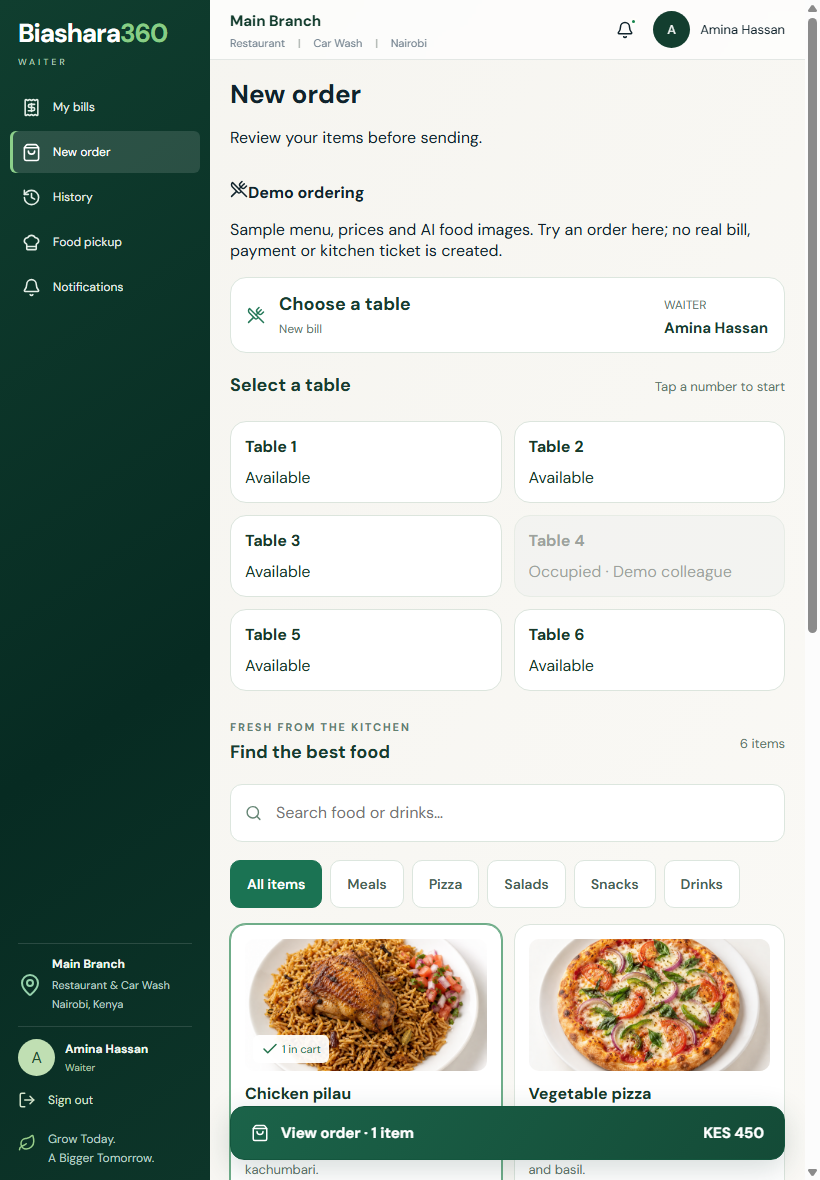 Biashara360
WAITER
My bills
New order
History
Food pickup
Notifications
Main Branch
Restaurant & Car Wash
Nairobi, Kenya
A
Amina Hassan
Waiter
Sign out
Grow Today.
A Bigger Tomorrow.
Main Branch
Restaurant | Car Wash | Nairobi
A
Amina Hassan
New order
Review your items before sending.
Demo ordering
Sample menu, prices and AI food images. Try an order here; no real bill,
payment or kitchen ticket is created.
Choose a table
New bill
WAITER
Amina Hassan
Select a table
Tap a number to start
Table 1
Available
Table 2
Available
Table 3
Available
Table 4
Occupied · Demo colleague
Table 5
Available
Table 6
Available
FRESH FROM THE KITCHEN
Find the best food
6 items
Search food or drinks...
All items
Meals
Pizza
Salads
Snacks
Drinks
1 in cart
Chicken pilau
Vegetable pizza
View order · 1 item
KES 450
kachumbari.
and basil.